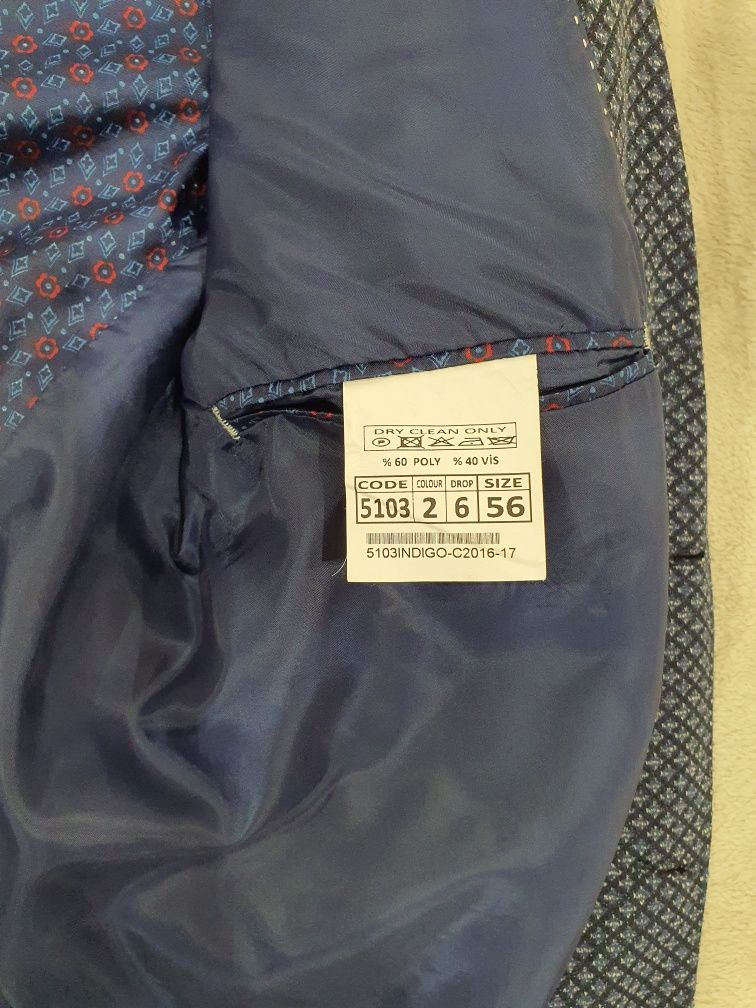 DRY CLEAN ONLY
P
% 60 POLY % 40 VİS
CODE COLOUR DROP SIZE
5103 2 6 56
5103INDIGO-C2016-17